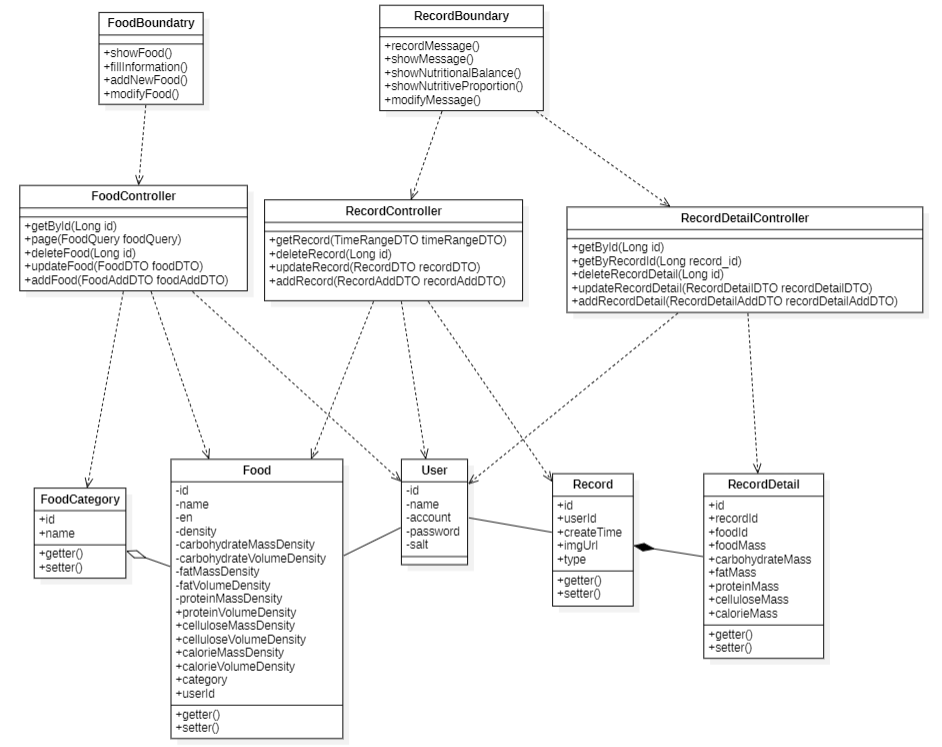 FoodBoundatry
+showFood()
+fillInformation()
+addNewFood()
+modifyFood()
RecordBoundary
+recordMessage()
+showMessage()
+showNutritionalBalance()
+showNutritiveProportion()
+modifyMessage()
FoodController
+getById(Long id)
+page(FoodQuery foodQuery)
+deleteFood(Long id)
+updateFood(FoodDTO foodDTO)
+addFood(FoodAddDTO foodAddDTO)
RecordController
+getRecord(TimeRangeDTO timeRangeDTO)
+deleteRecord(Long id)
+updateRecord(RecordDTO recordDTO)
+addRecord(RecordAddDTO recordAddDTO)
RecordDetailController
+getById(Long id)
+getByRecordId(Long record_id)
+deleteRecordDetail(Long id)
+updateRecordDetail(RecordDetailDTO recordDetailDTO)
+addRecordDetail(RecordDetailAddDTO recordDetailAddDTO)
FoodCategory
+id
+name
+getter()
+setter()
Food
-id
-name
-en
-density
-carbohydrateMassDensity
-carbohydrateVolumeDensity
-fatMassDensity
-fatVolumeDensity
-proteinMassDensity
+proteinVolumeDensity
+celluloseMassDensity
+celluloseVolumeDensity
+calorieMassDensity
+calorieVolumeDensity
+category
+userId
+getter()
+setter()
User
-id
-name
-account
-password
-salt
Record
+id
+userId
+createTime
+imgUrl
+type
+getter()
+setter()
RecordDetail
+id
+recordId
+foodId
+foodMass
+carbohydrateMass
+fatMass
+proteinMass
+celluloseMass
+calorieMass
+getter()
+setter()